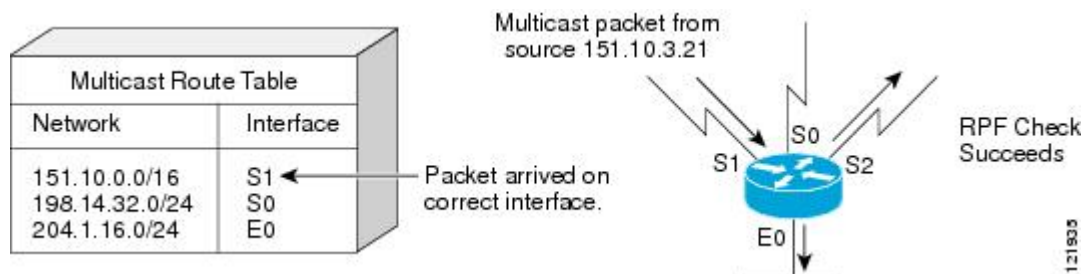 Multicast Route Table
Network Interface
151.10.0.0/16 S1
198.14.32.0/24 S0
204.1.16.0/24 E0
Packet arrived on
correct interface.
Multicast packet from
source 151.10.3.21
S0
S1
S2
E0
RPF Check
Succeeds
121935